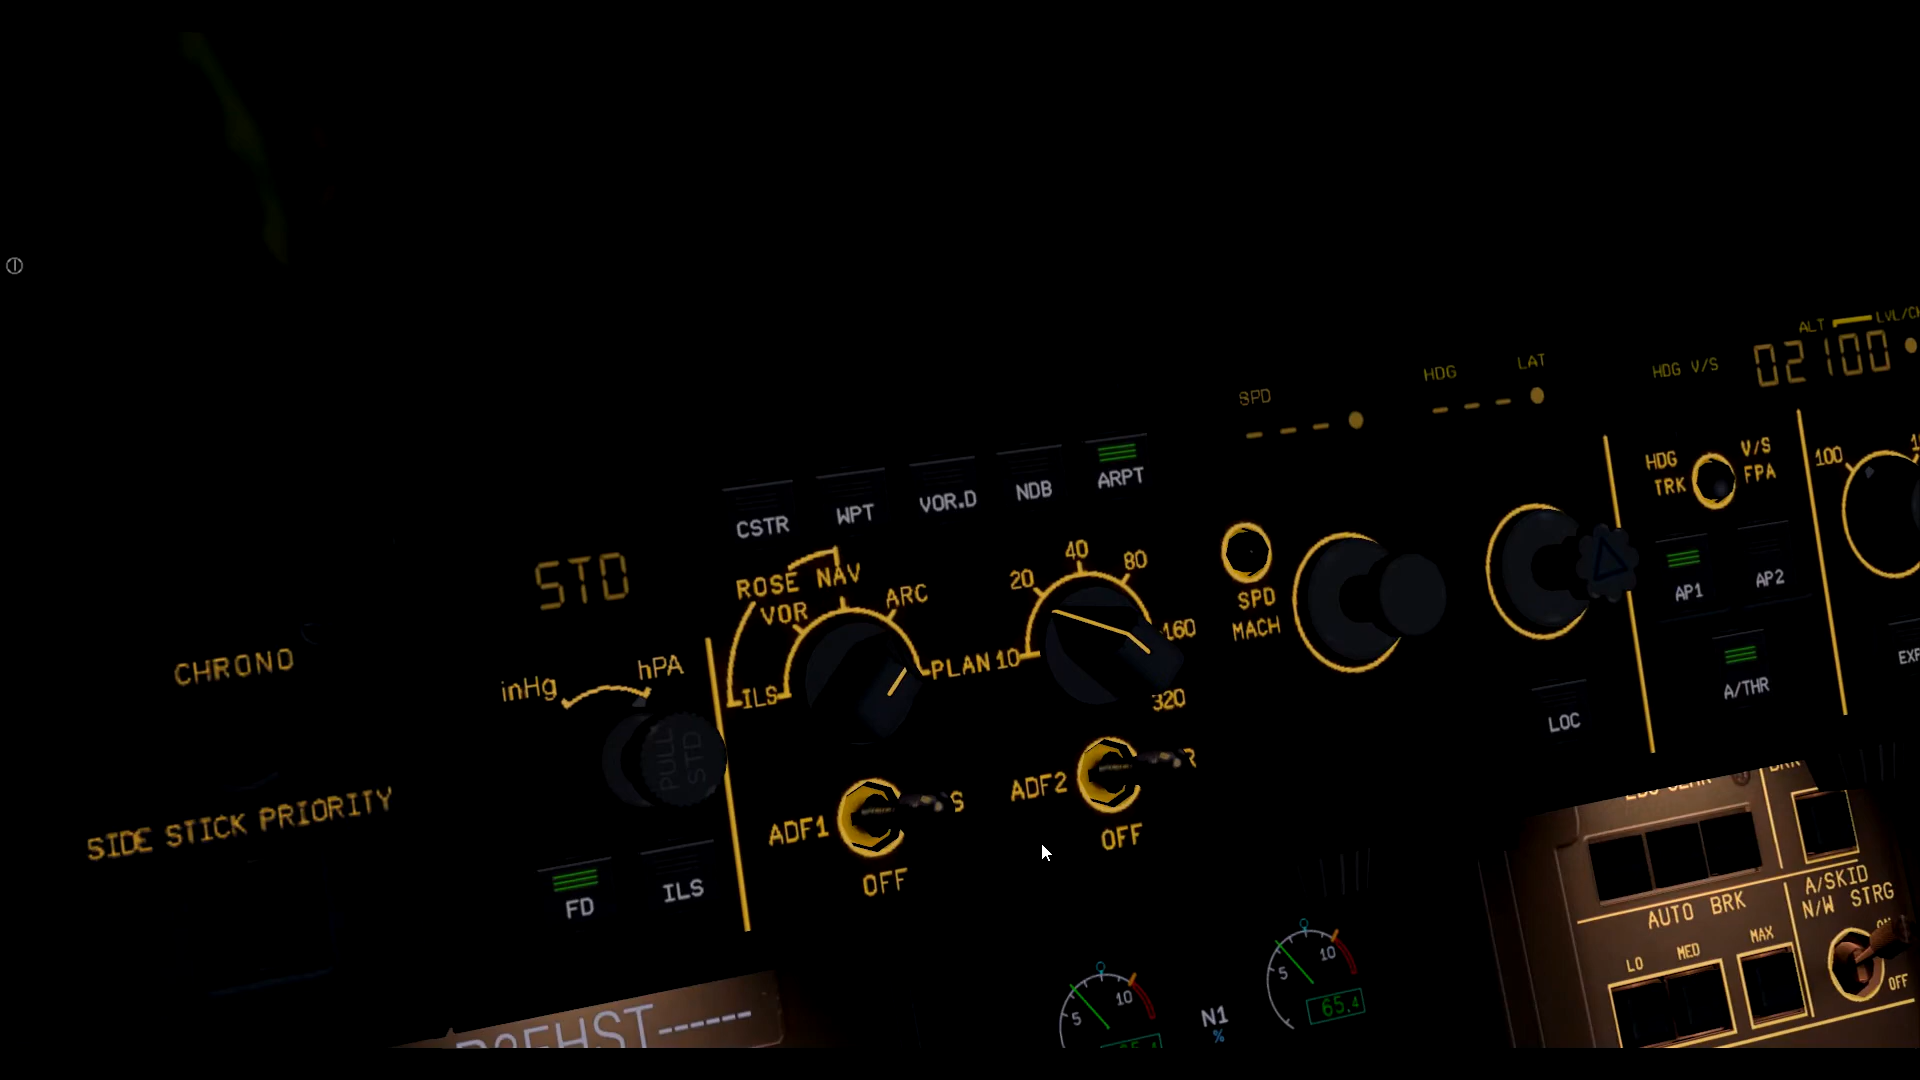 ALT
SPD
HDG
LAT
HDG V/S
02100
CSTR
WPT
VOR.D
NDB
ARPT
STD
ROSE NAV
VOR
ARC
ILS
PLAN
10
20
40
80
160
320
SPD
MACH
HDG
TRK
V/S
FPA
100
AP1
AP2
A/THR
LOC
CHRONO
inHg
hPA
PULL
STD
SIDE STICK PRIORITY
FD
ILS
ADF1
OFF
ADF2
OFF
AUTO BRK
LO
MED
MAX
A/SKID
N/W STRG
OFF
5
10
N1
%
5
10
65.4